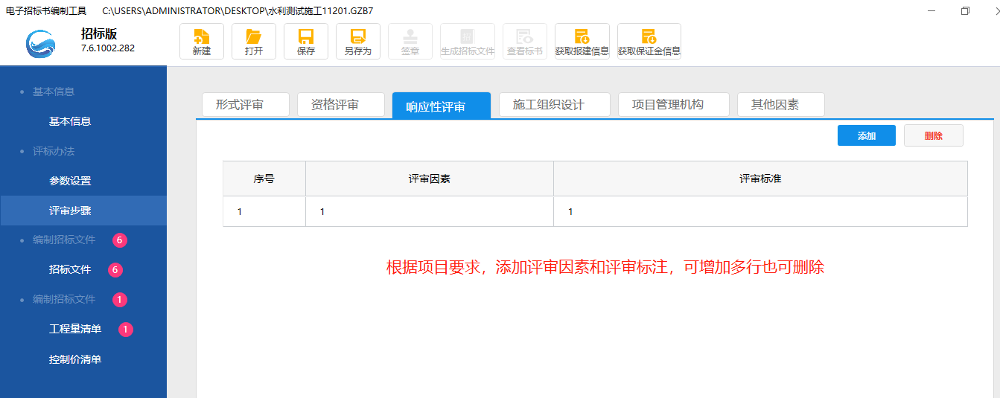 电子招标书编制工具 C:\USERS\ADMINISTRATOR\DESKTOP\水利测试施工11201.GZB7
招标版
7.6.1002.282
新建 打开 保存 另存为 签章 生成招标文件 查看标书 获取报建信息 获取保证金信息
基本信息
基本信息
评标办法
参数设置
评审步骤
编制招标文件 6
招标文件 6
编制招标文件 1
工程量清单 1
控制价清单
形式评审 资格评审 响应性评审 施工组织设计 项目管理机构 其他因素
添加 删除
序号 评审因素 评审标准
1 1 1
根据项目要求，添加评审因素和评审标注，可增加多行也可删除